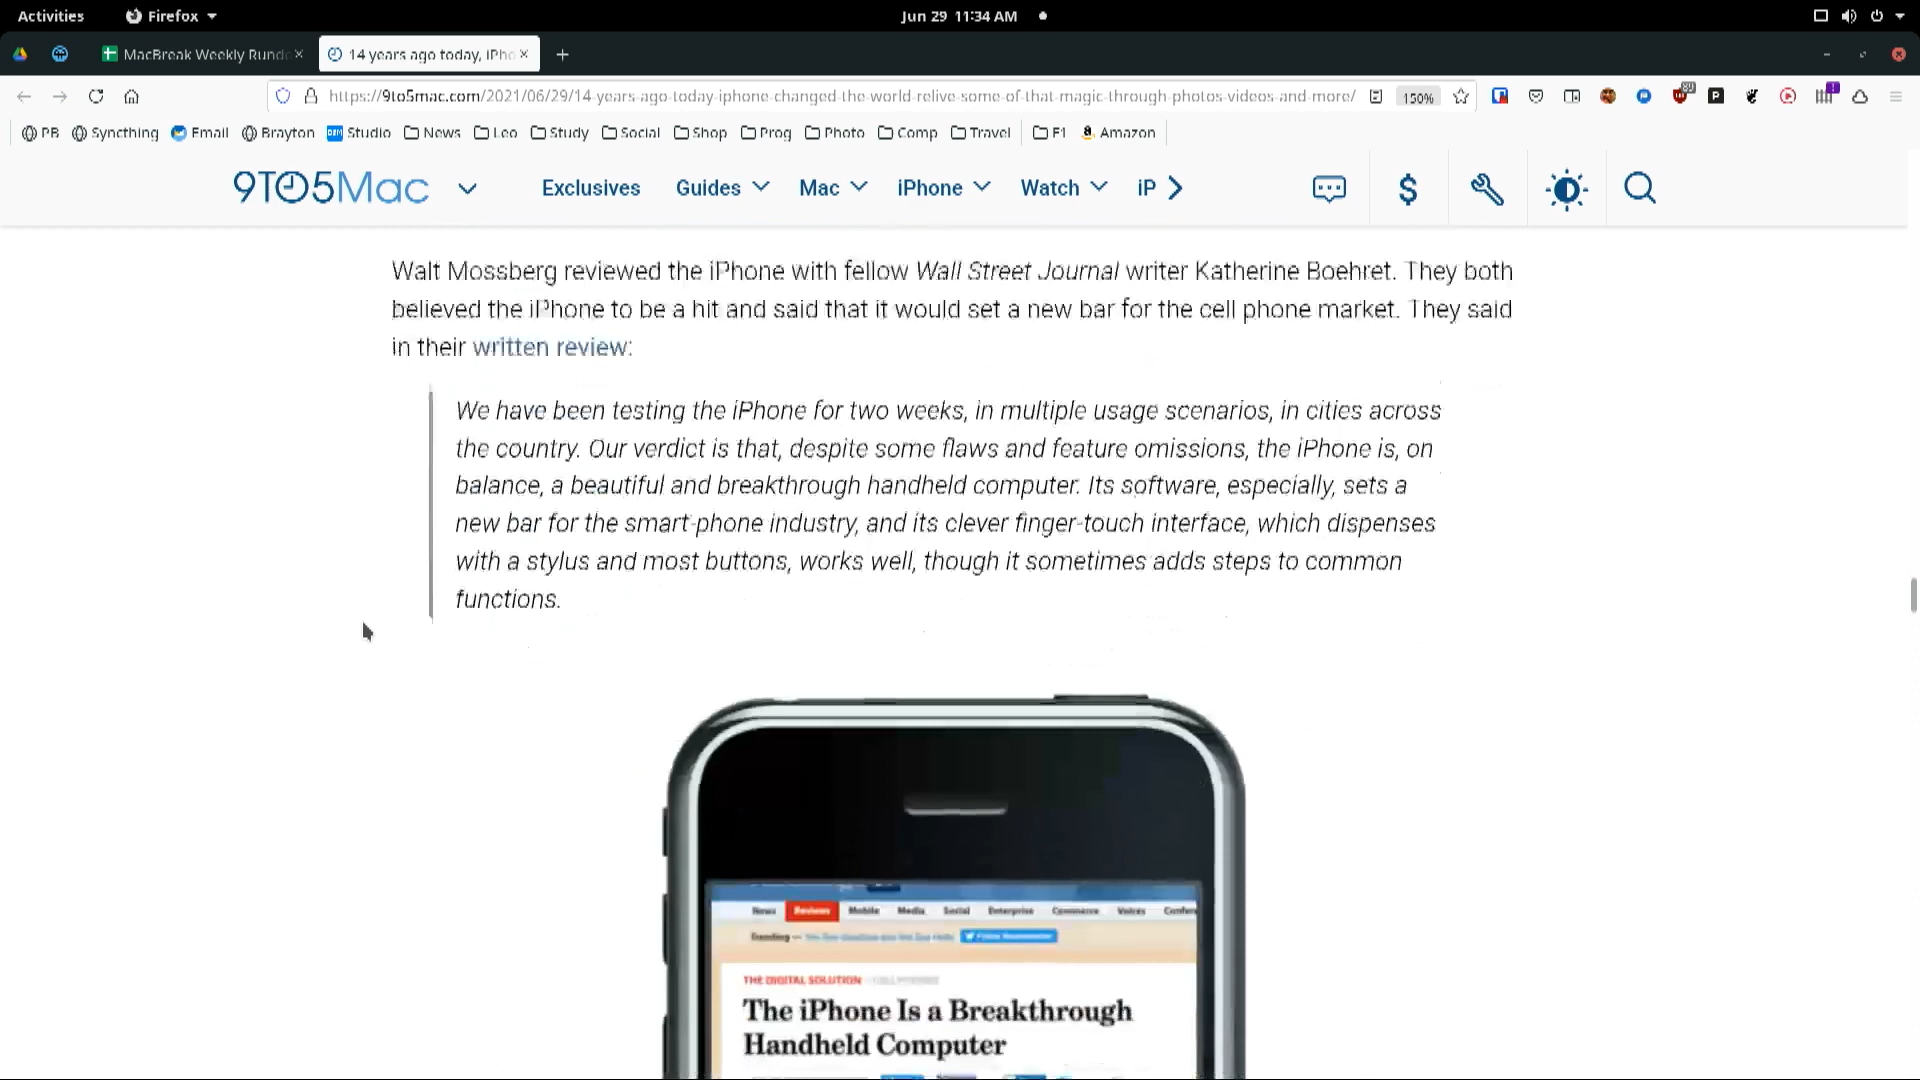 Activities Firefox Jun 29 11:34 AM
MacBreak Weekly Rund 14 years ago today, iPho
https://9to5mac.com/2021/06/29/14-years-ago-today-iphone-changed-the-world-relive-some-of-that-magic-through-photos-videos-and-more/ 150%
PB Syncthing Email Brayton Studio News Leo Study Social Shop Prog Photo Comp Travel F1 Amazon
9TO5Mac Exclusives Guides Mac iPhone Watch iP
Walt Mossberg reviewed the iPhone with fellow Wall Street Journal writer Katherine Boehret. They both
believed the iPhone to be a hit and said that it would set a new bar for the cell phone market. They said
in their written review:
We have been testing the iPhone for two weeks, in multiple usage scenarios, in cities across
the country. Our verdict is that, despite some flaws and feature omissions, the iPhone is, on
balance, a beautiful and breakthrough handheld computer. Its software, especially, sets a
new bar for the smart-phone industry, and its clever finger-touch interface, which dispenses
with a stylus and most buttons, works well, though it sometimes adds steps to common
functions.
News Reviews Mobile Media Social Enterprise Commerce Voices Confere
Trending
THE DIGITAL SOLUTION
The iPhone Is a Breakthrough
Handheld Computer